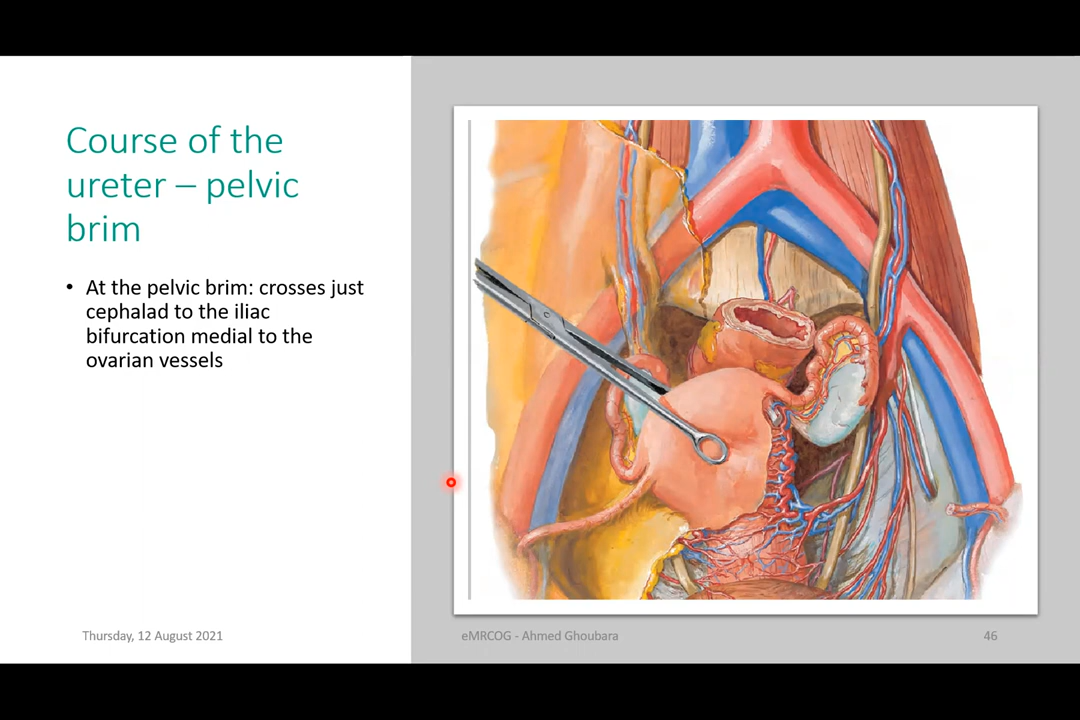 Course of the
ureter – pelvic
brim
• At the pelvic brim: crosses just
cephalad to the iliac
bifurcation medial to the
ovarian vessels
Thursday, 12 August 2021
eMRCOG - Ahmed Ghoubara
46